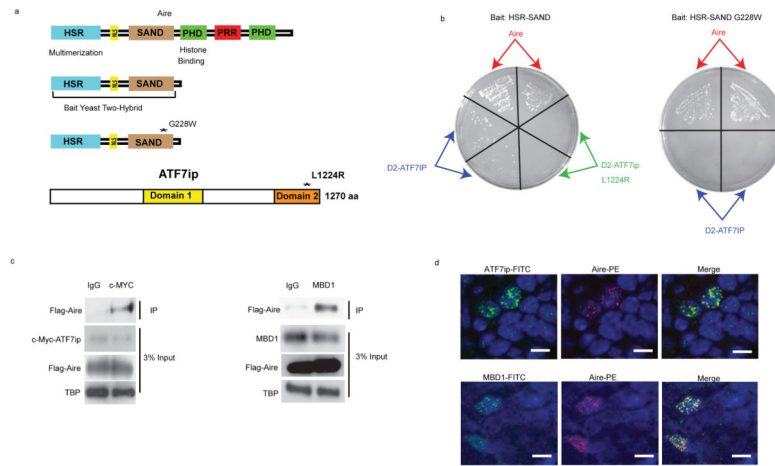 a
Aire
HSR NLS SAND PHD PRR PHD
Multimerization
Histone
Binding
HSR NLS SAND
Bait Yeast Two-Hybrid
G228W
HSR NLS SAND
ATF7ip
L1224R
Domain 1 Domain 2 1270 aa
b
Bait: HSR-SAND
Aire
D2-ATF7IP
D2-ATF7ip
L1224R
Bait: HSR-SAND G228W
Aire
D2-ATF7IP
c
IgG c-MYC
Flag-Aire IP
c-Myc-ATF7ip
Flag-Aire
TBP
3% Input
IgG MBD1
Flag-Aire IP
MBD1
Flag-Aire
TBP
3% Input
d
ATF7ip-FITC Aire-PE Merge
MBD1-FITC Aire-PE Merge